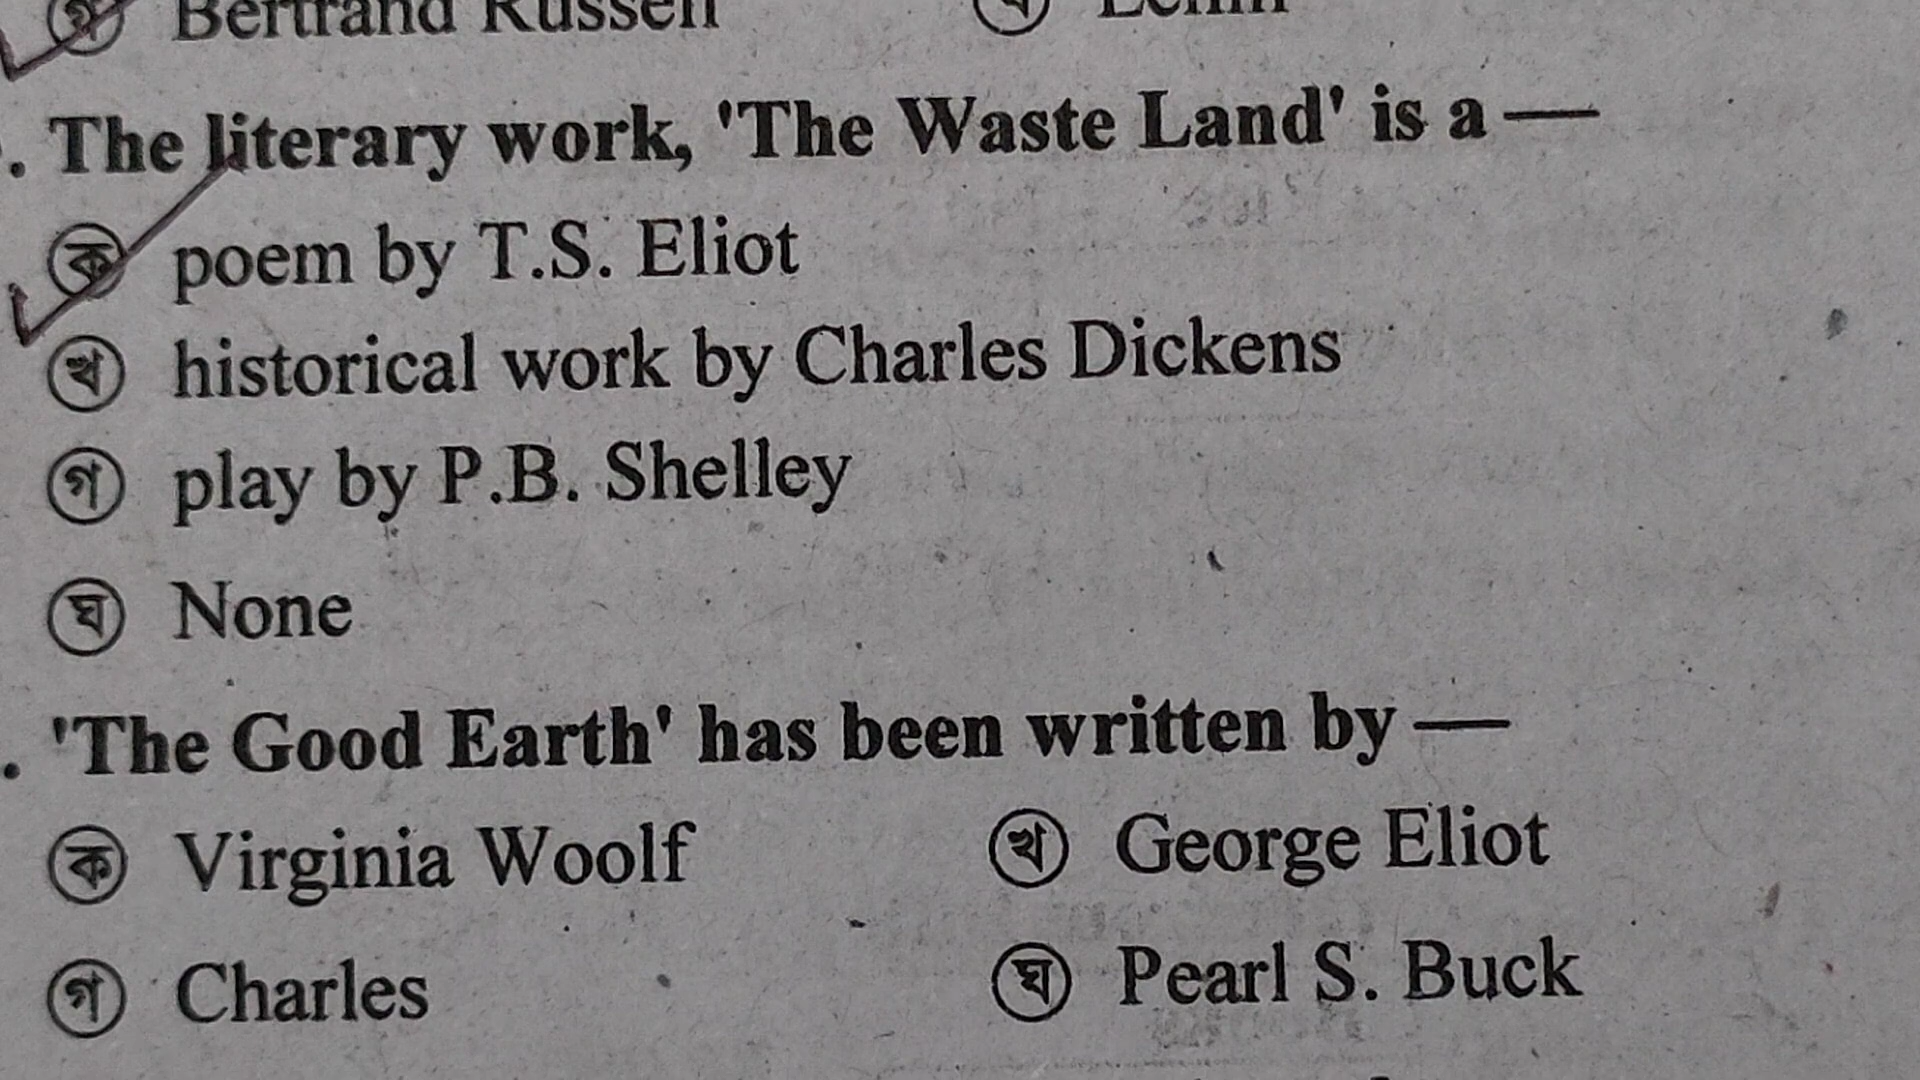 Bertrand Russell
. The literary work, 'The Waste Land' is a —
ক poem by T.S. Eliot
খ historical work by Charles Dickens
গ play by P.B. Shelley
ঘ None
. 'The Good Earth' has been written by —
ক Virginia Woolf খ George Eliot
গ Charles ঘ Pearl S. Buck